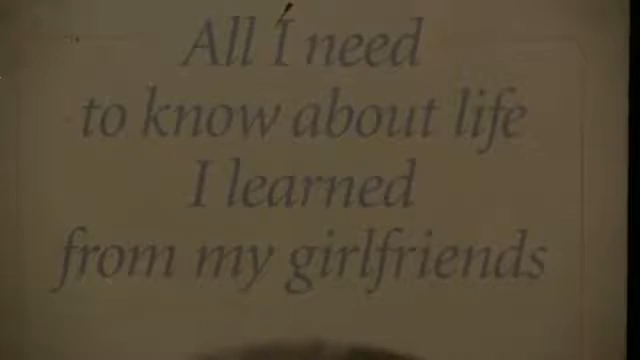 All I need
to know about life
I learned
from my girlfriends